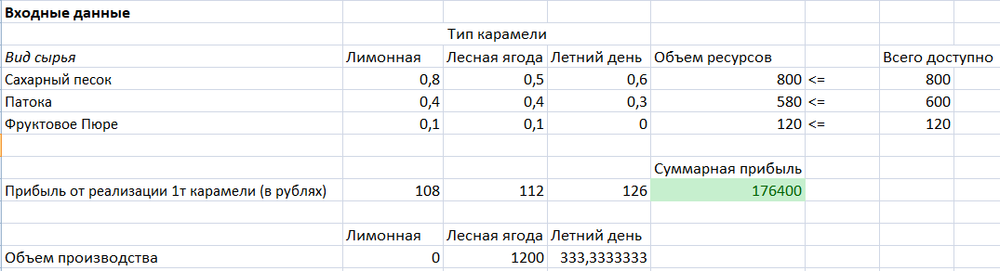 Входные данные
Тип карамели
Вид сырья Лимонная Лесная ягода Летний день Объем ресурсов Всего доступно
Сахарный песок 0,8 0,5 0,6 800 <= 800
Патока 0,4 0,4 0,3 580 <= 600
Фруктовое Пюре 0,1 0,1 0 120 <= 120
Суммарная прибыль
Прибыль от реализации 1т карамели (в рублях) 108 112 126 176400
Лимонная Лесная ягода Летний день
Объем производства 0 1200 333,3333333